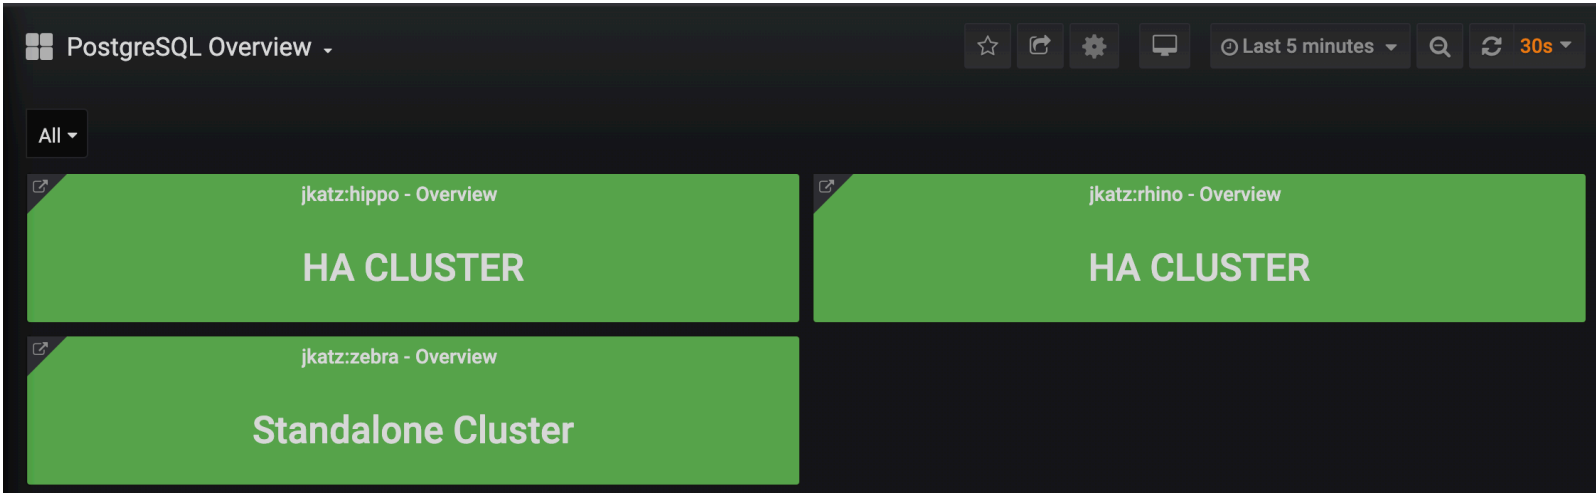 PostgreSQL Overview
Last 5 minutes
30s
All
jkatz:hippo - Overview
HA CLUSTER
jkatz:rhino - Overview
HA CLUSTER
jkatz:zebra - Overview
Standalone Cluster